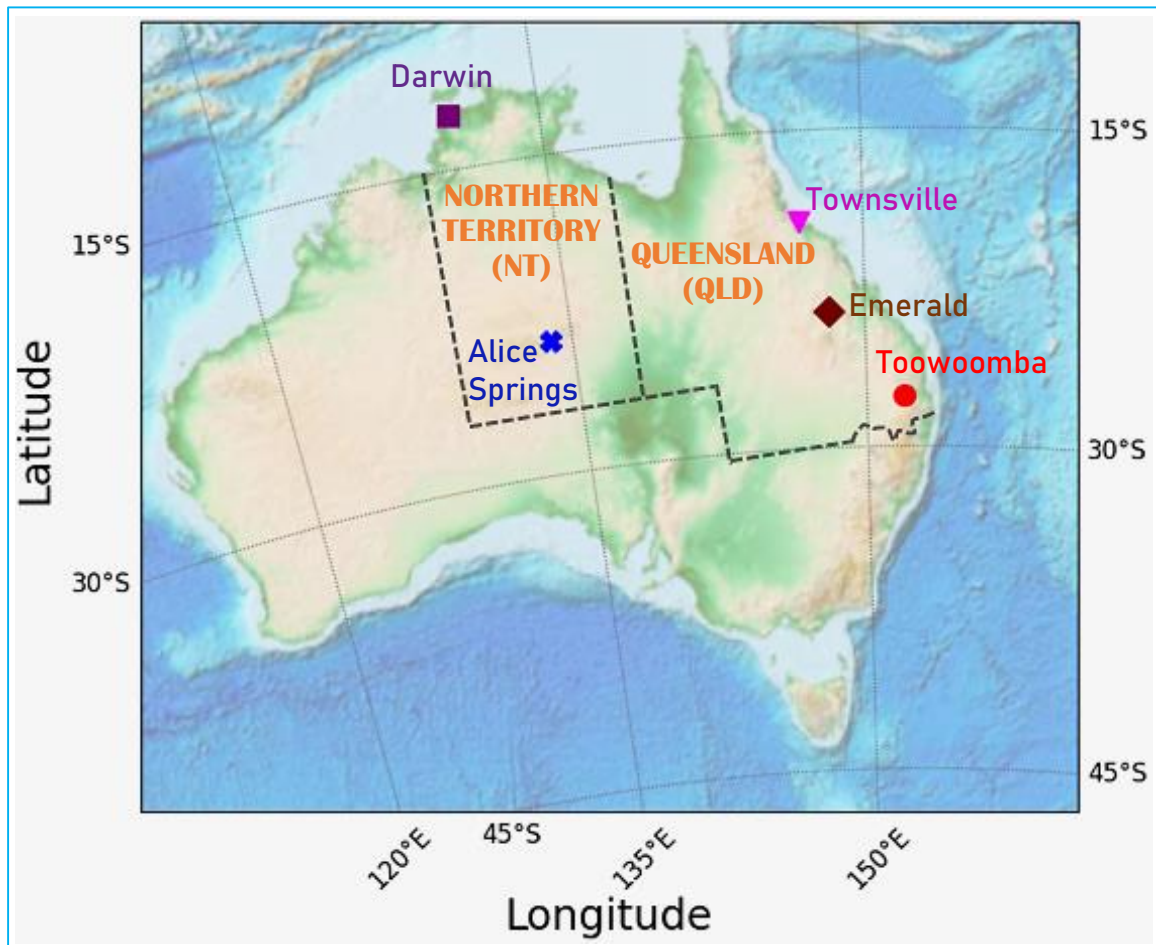 Darwin
15°S
NORTHERN
TERRITORY
(NT)
Townsville
15°S
QUEENSLAND
(QLD)
Emerald
Alice
Springs
Toowoomba
Latitude
30°S
30°S
45°S
120°E
45°S
135°E
150°E
Longitude